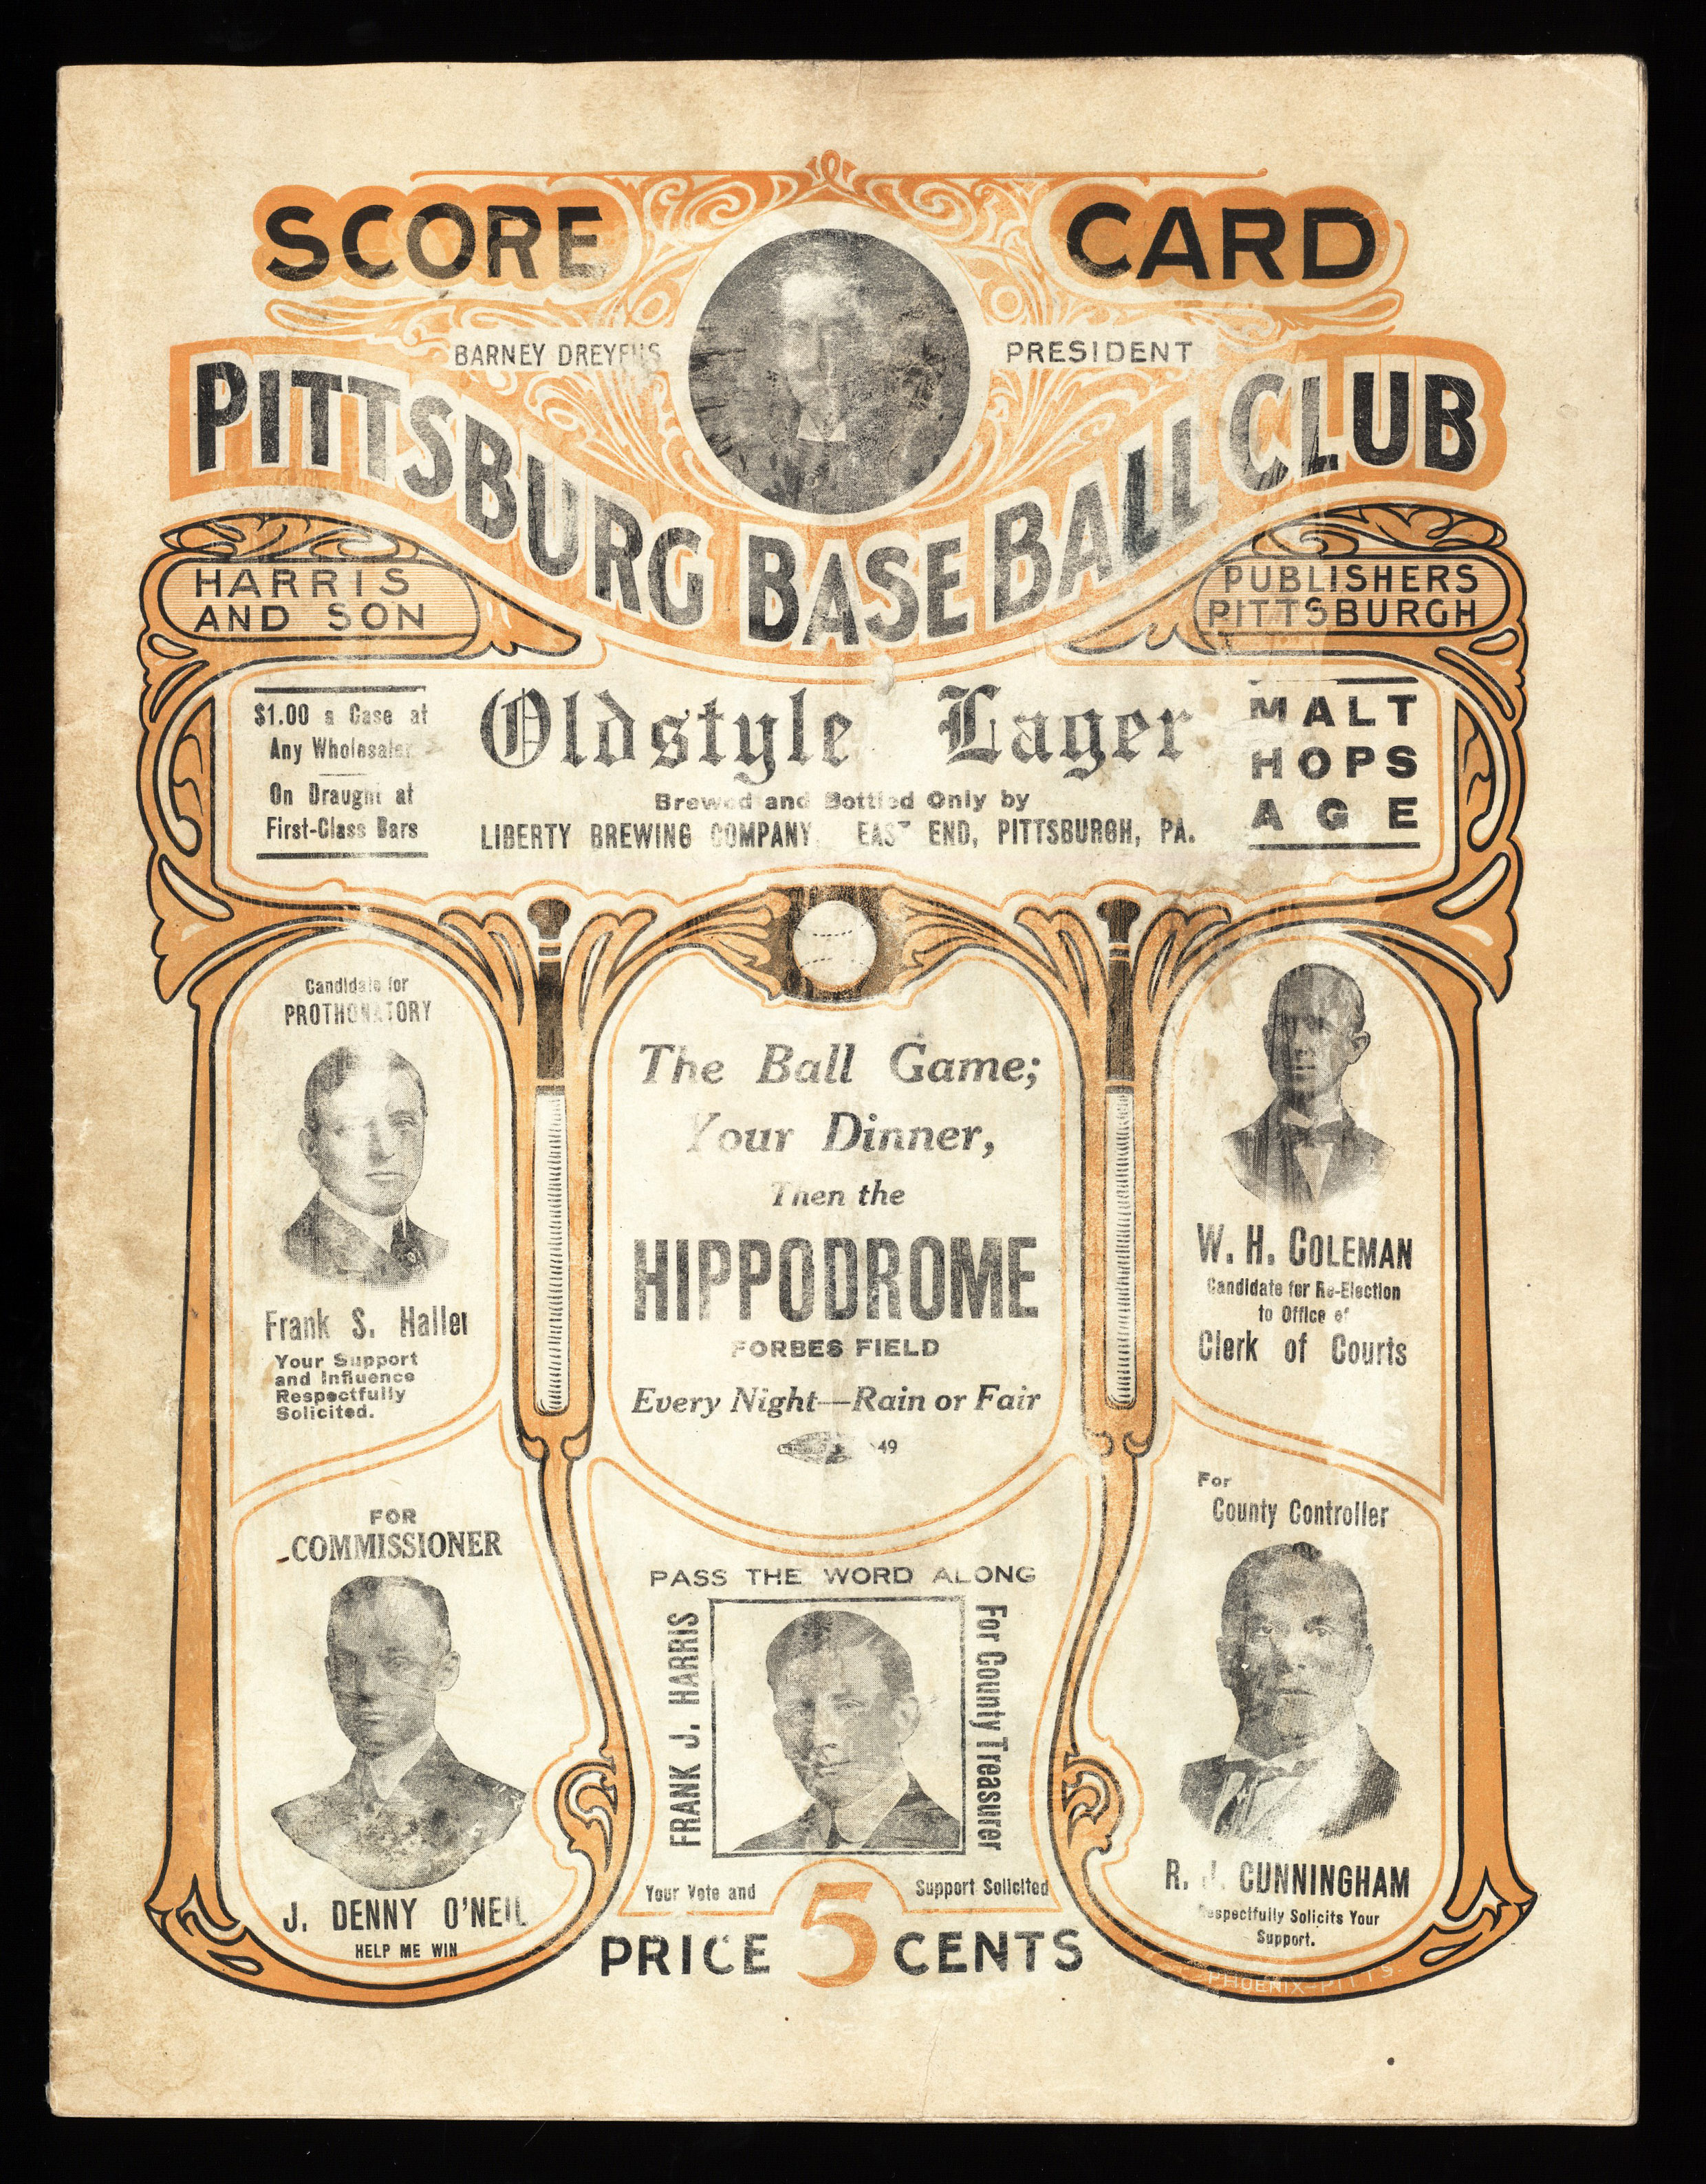 SCORE CARD
BARNEY DREYFUS PRESIDENT
PITTSBURG BASE BALL CLUB
HARRIS
AND SON
PUBLISHERS
PITTSBURGH
$1.00 a Case at
Any Wholesaler
On Draught at
First-Class Bars
Oldstyle Lager
Brewed and Bottled Only by
LIBERTY BREWING COMPANY, EAST END, PITTSBURGH, PA.
MALT
HOPS
AGE
Candidate for
PROTHONATORY
Frank S. Haller
Your Support
and Influence
Respectfully
Solicited.
The Ball Game;
Your Dinner,
Then the
HIPPODROME
FORBES FIELD
Every Night—Rain or Fair
49
W. H. COLEMAN
Candidate for Re-Election
to Office of
Clerk of Courts
FOR
COMMISSIONER
J. DENNY O'NEIL
HELP ME WIN
PASS THE WORD ALONG
FRANK J. HARRIS
For County Treasurer
Your Vote and Support Solicited
PRICE 5 CENTS
For
County Controller
R. J. CUNNINGHAM
Respectfully Solicits Your
Support.
PHOENIX-PITTS.